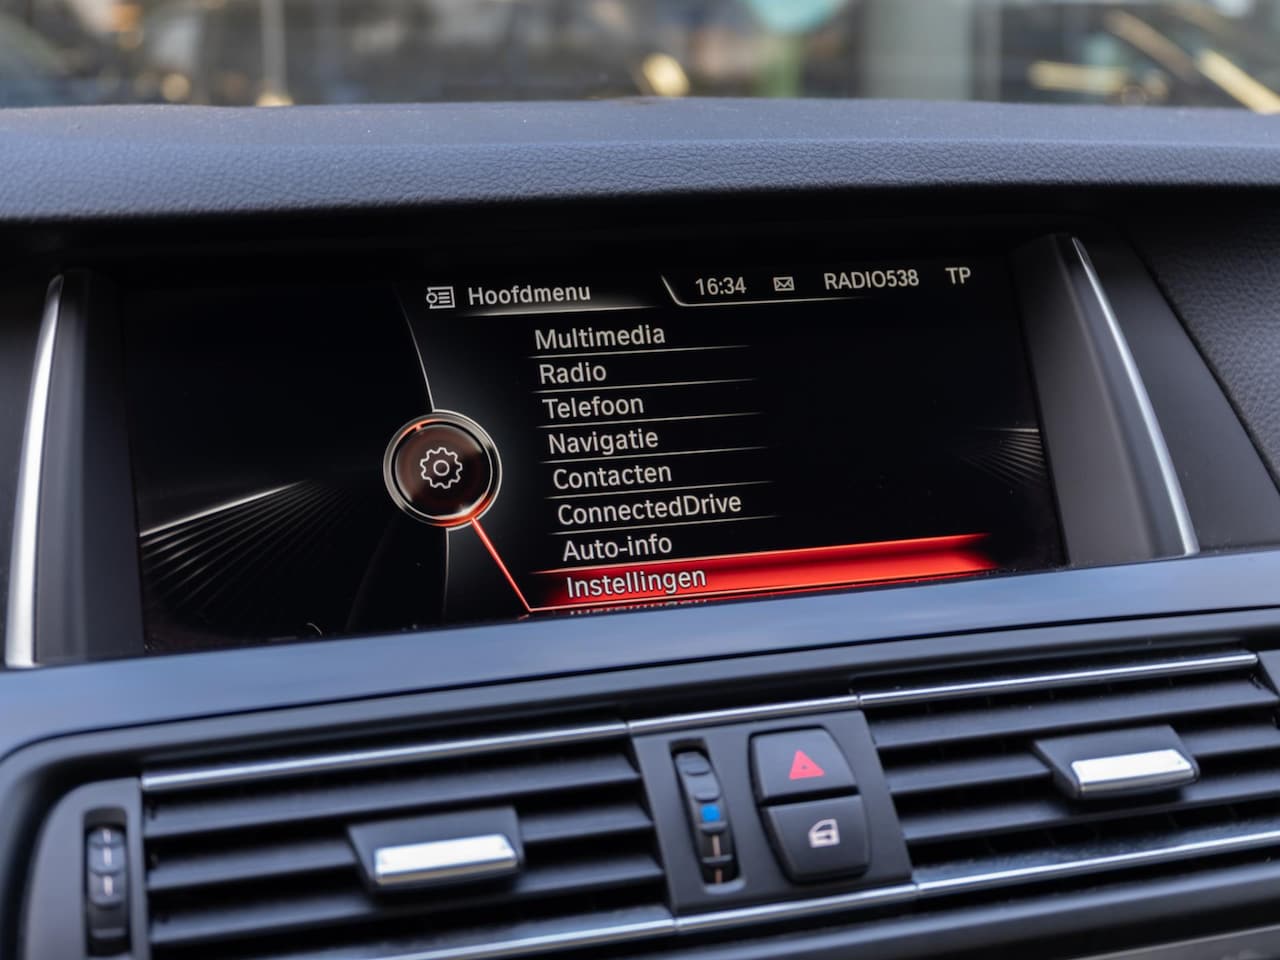 Hoofdmenu 16:34 RADIO538 TP
Multimedia
Radio
Telefoon
Navigatie
Contacten
ConnectedDrive
Auto-info
Instellingen